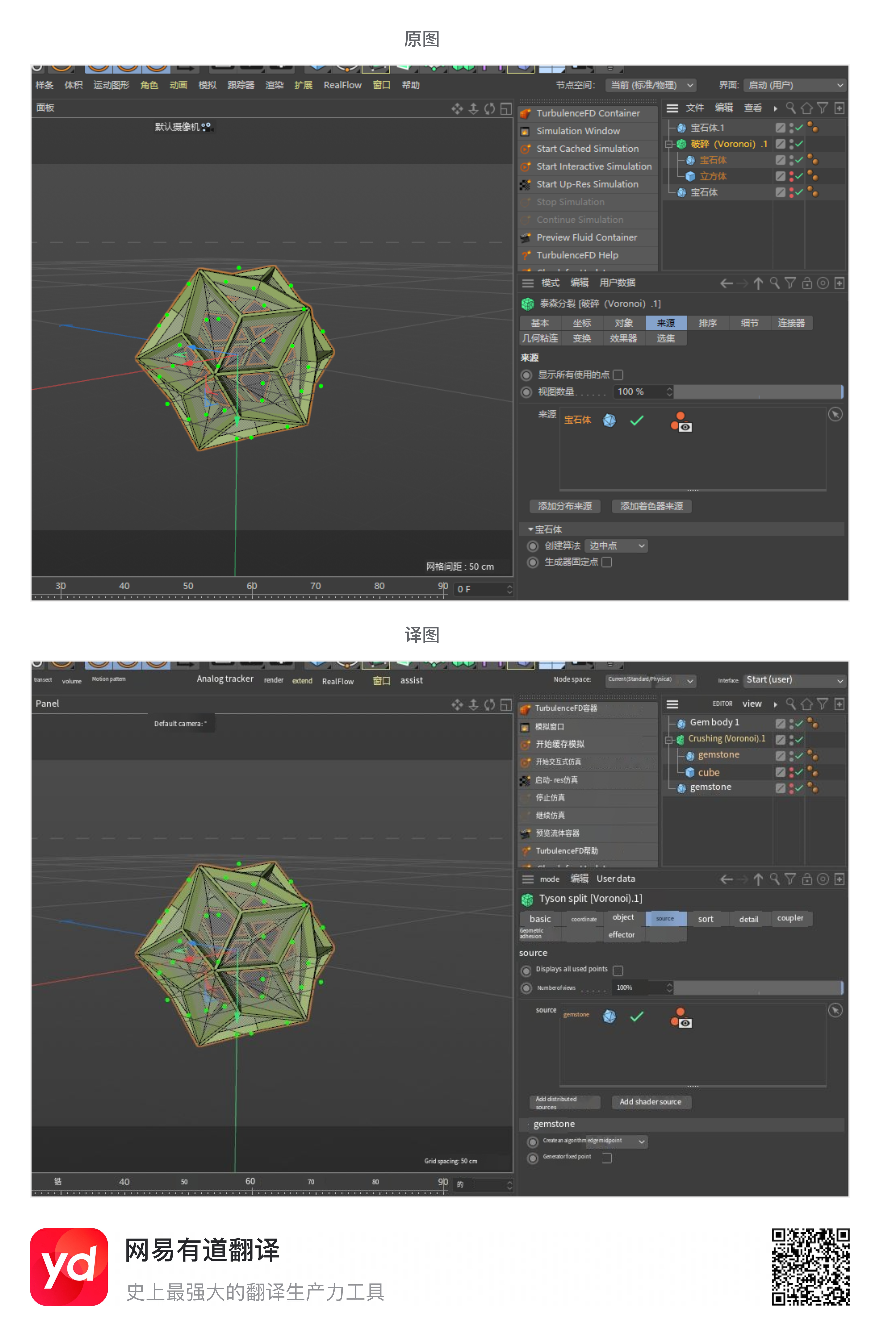 原图
样条 体积 运动图形 角色 动画 模拟 跟踪器 渲染 扩展 RealFlow 窗口 帮助 节点空间: 当前 (标准/物理) 界面: 启动 (用户)
面板
默认摄像机
TurbulenceFD Container
Simulation Window
Start Cached Simulation
Start Interactive Simulation
Start Up-Res Simulation
Stop Simulation
Continue Simulation
Preview Fluid Container
TurbulenceFD Help
文件 编辑 查看
宝石体.1
破碎 (Voronoi) .1
宝石体
立方体
宝石体
模式 编辑 用户数据
泰森分裂 [破碎 (Voronoi) .1]
基本 坐标 对象 来源 排序 细节 连接器
几何粘连 变换 效果器 选集
来源
显示所有使用的点
视图数量 . . . . . . 100 %
来源 宝石体
添加分布来源 添加着色器来源
宝石体
创建算法 边中点
生成器固定点
网格间距 : 50 cm
30 40 50 60 70 80 90 0 F
译图
transect volume Motion pattern Analog tracker render extend RealFlow 窗口 assist Node space: Current (Standard/Physical) Interface Start (user)
Panel
Default camera:°
TurbulenceFD容器
模拟窗口
开始缓存模拟
开始交互式仿真
启动- res仿真
停止仿真
继续仿真
预览流体容器
TurbulenceFD帮助
EDITOR view
Gem body 1
Crushing (Voronoi).1
gemstone
cube
gemstone
mode 编辑 User data
Tyson split [Voronoi).1]
basic coordinate object source sort detail coupler
Geometric adhesion effector
source
Displays all used points
Number of views . . . . . 100%
source gemstone
Add distributed sources Add shader source
gemstone
Create an algorithm edge midpoint
Generator fixed point
Grid spacing: 50 cm
40 50 60 70 80 90 的
yd 网易有道翻译
史上最强大的翻译生产力工具